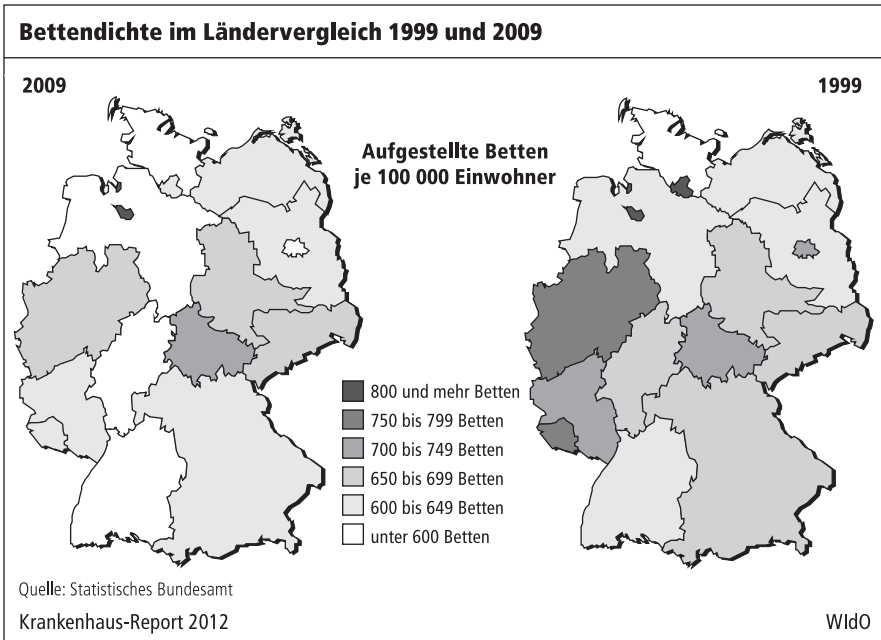 Bettendichte im Ländervergleich 1999 und 2009
2009
1999
Aufgestellte Betten
je 100 000 Einwohner
800 und mehr Betten
750 bis 799 Betten
700 bis 749 Betten
650 bis 699 Betten
600 bis 649 Betten
unter 600 Betten
Quelle: Statistisches Bundesamt
Krankenhaus-Report 2012
WIdO